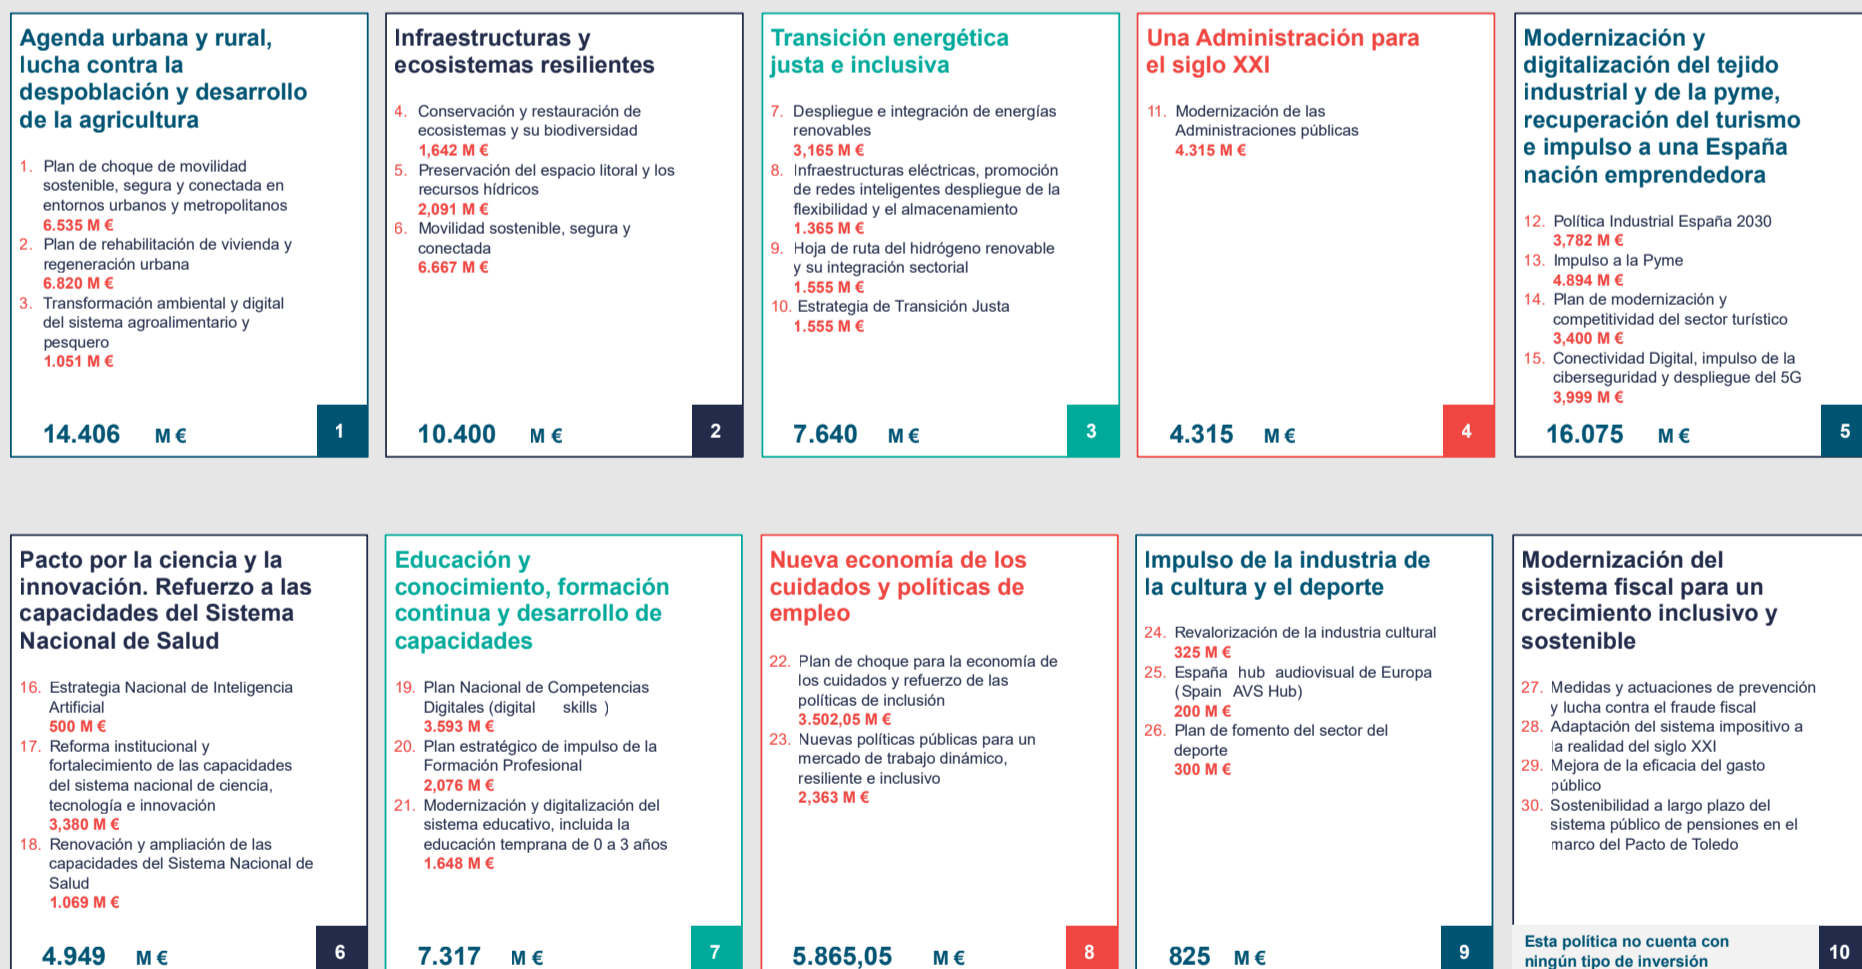 Agenda urbana y rural,
lucha contra la
despoblación y desarrollo
de la agricultura
1. Plan de choque de movilidad
sostenible, segura y conectada en
entornos urbanos y metropolitanos
6.535 M €
2. Plan de rehabilitación de vivienda y
regeneración urbana
6.820 M €
3. Transformación ambiental y digital
del sistema agroalimentario y
pesquero
1.051 M €
14.406 M €
1
Infraestructuras y
ecosistemas resilientes
4. Conservación y restauración de
ecosistemas y su biodiversidad
1,642 M €
5. Preservación del espacio litoral y los
recursos hídricos
2,091 M €
6. Movilidad sostenible, segura y
conectada
6.667 M €
10.400 M €
2
Transición energética
justa e inclusiva
7. Despliegue e integración de energías
renovables
3,165 M €
8. Infraestructuras eléctricas, promoción
de redes inteligentes despliegue de la
flexibilidad y el almacenamiento
1.365 M €
9. Hoja de ruta del hidrógeno renovable
y su integración sectorial
1.555 M €
10. Estrategia de Transición Justa
1.555 M €
7.640 M €
3
Una Administración para
el siglo XXI
11. Modernización de las
Administraciones públicas
4.315 M €
4.315 M €
4
Modernización y
digitalización del tejido
industrial y de la pyme,
recuperación del turismo
e impulso a una España
nación emprendedora
12. Política Industrial España 2030
3,782 M €
13. Impulso a la Pyme
4.894 M €
14. Plan de modernización y
competitividad del sector turístico
3,400 M €
15. Conectividad Digital, impulso de la
ciberseguridad y despliegue del 5G
3,999 M €
16.075 M €
5
Pacto por la ciencia y la
innovación. Refuerzo a las
capacidades del Sistema
Nacional de Salud
16. Estrategia Nacional de Inteligencia
Artificial
500 M €
17. Reforma institucional y
fortalecimiento de las capacidades
del sistema nacional de ciencia,
tecnología e innovación
3,380 M €
18. Renovación y ampliación de las
capacidades del Sistema Nacional de
Salud
1.069 M €
4.949 M €
6
Educación y
conocimiento, formación
continua y desarrollo de
capacidades
19. Plan Nacional de Competencias
Digitales (digital skills )
3.593 M €
20. Plan estratégico de impulso de la
Formación Profesional
2,076 M €
21. Modernización y digitalización del
sistema educativo, incluida la
educación temprana de 0 a 3 años
1.648 M €
7.317 M €
7
Nueva economía de los
cuidados y políticas de
empleo
22. Plan de choque para la economía de
los cuidados y refuerzo de las
políticas de inclusión
3.502,05 M €
23. Nuevas políticas públicas para un
mercado de trabajo dinámico,
resiliente e inclusivo
2,363 M €
5.865,05 M €
8
Impulso de la industria de
la cultura y el deporte
24. Revalorización de la industria cultural
325 M €
25. España hub audiovisual de Europa
(Spain AVS Hub)
200 M €
26. Plan de fomento del sector del
deporte
300 M €
825 M €
9
Modernización del
sistema fiscal para un
crecimiento inclusivo y
sostenible
27. Medidas y actuaciones de prevención
y lucha contra el fraude fiscal
28. Adaptación del sistema impositivo a
la realidad del siglo XXI
29. Mejora de la eficacia del gasto
público
30. Sostenibilidad a largo plazo del
sistema público de pensiones en el
marco del Pacto de Toledo
Esta política no cuenta con
ningún tipo de inversión
10